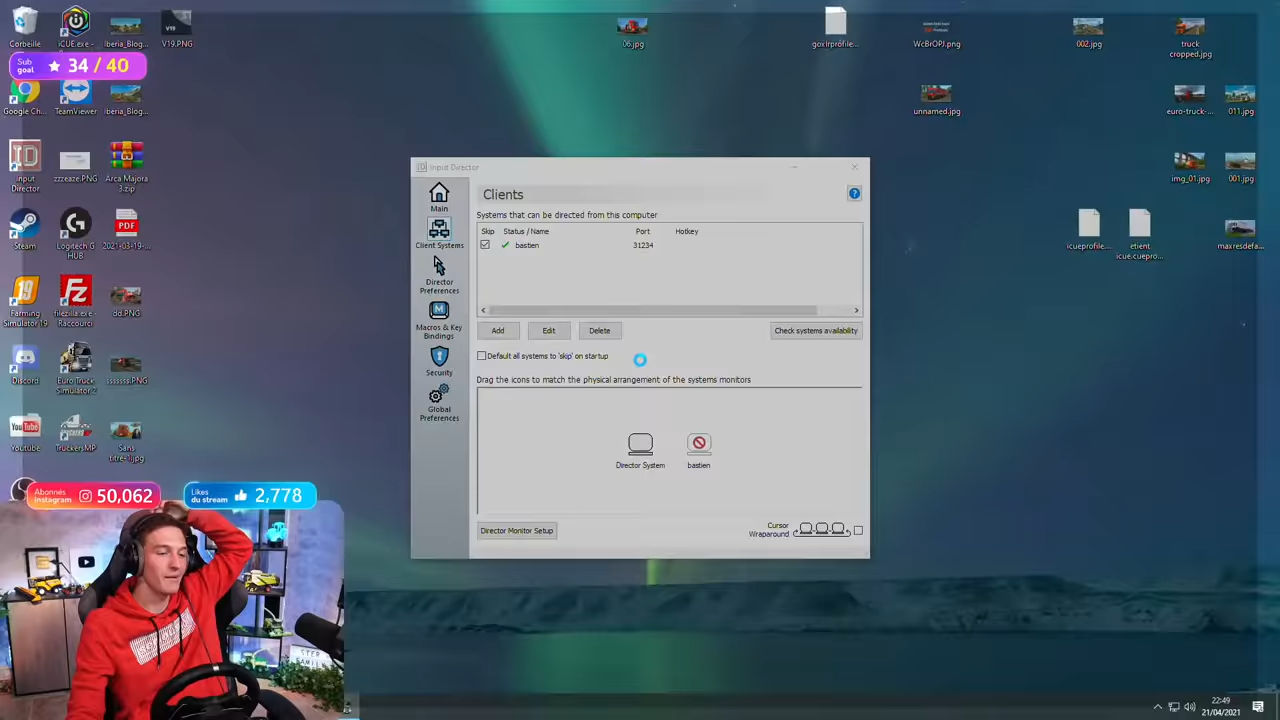 Corbeille
iCUE.exe -
Iberia_Blog...
V19
V19.PNG
06.jpg
goxlrprofile...
WcBrOPJ.png
002.jpg
truck
cropped.jpg
Sub
goal
34 / 40
Google Ch...
TeamViewer
Iberia_Blog...
unnamed.jpg
euro-truck-...
011.jpg
ID
Input
Director
zzzeaze.PNG
Arca Majora
3.zip
img_01.jpg
001.jpg
Steam
Logitech G
HUB
PDF
2021-03-19-...
icueprofile...
etient
icue.cuepro...
maxresdefa...
Farming
Simulator 19
filezilla.exe -
Raccourci
dd.PNG
Discord
Euro Truck
Simulator 2
sssssss.PNG
Youtube
TruckersMP
Sans
titre-1.jpg
Input Director
Main
Client Systems
Director
Preferences
Macros & Key
Bindings
Security
Global
Preferences
Clients
Systems that can be directed from this computer
Skip Status / Name Port Hotkey
bastien 31234
Add Edit Delete Check systems availability
Default all systems to 'skip' on startup
Drag the icons to match the physical arrangement of the systems monitors
Director System
bastien
Director Monitor Setup
Cursor
Wraparound
Abonnés
instagram
50,062
Likes
du stream
2,778
22:49
21/04/2021